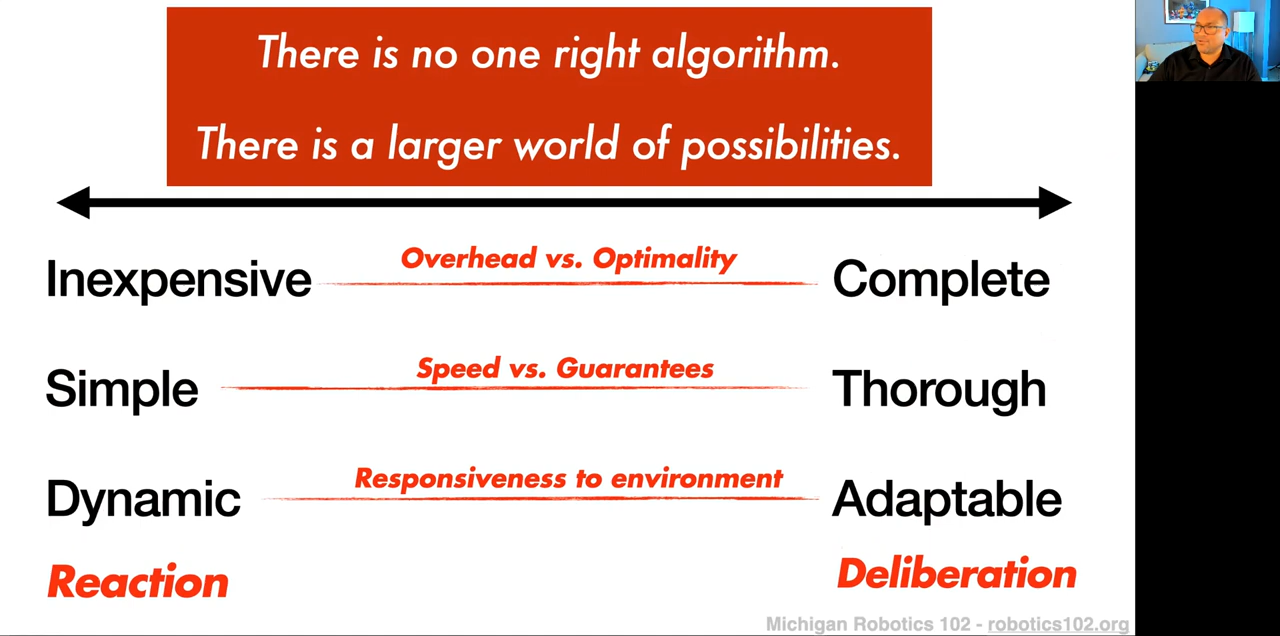 There is no one right algorithm.
There is a larger world of possibilities.
Overhead vs. Optimality
Inexpensive
Complete
Speed vs. Guarantees
Simple
Thorough
Responsiveness to environment
Dynamic
Adaptable
Reaction
Deliberation
Michigan Robotics 102 - robotics102.org